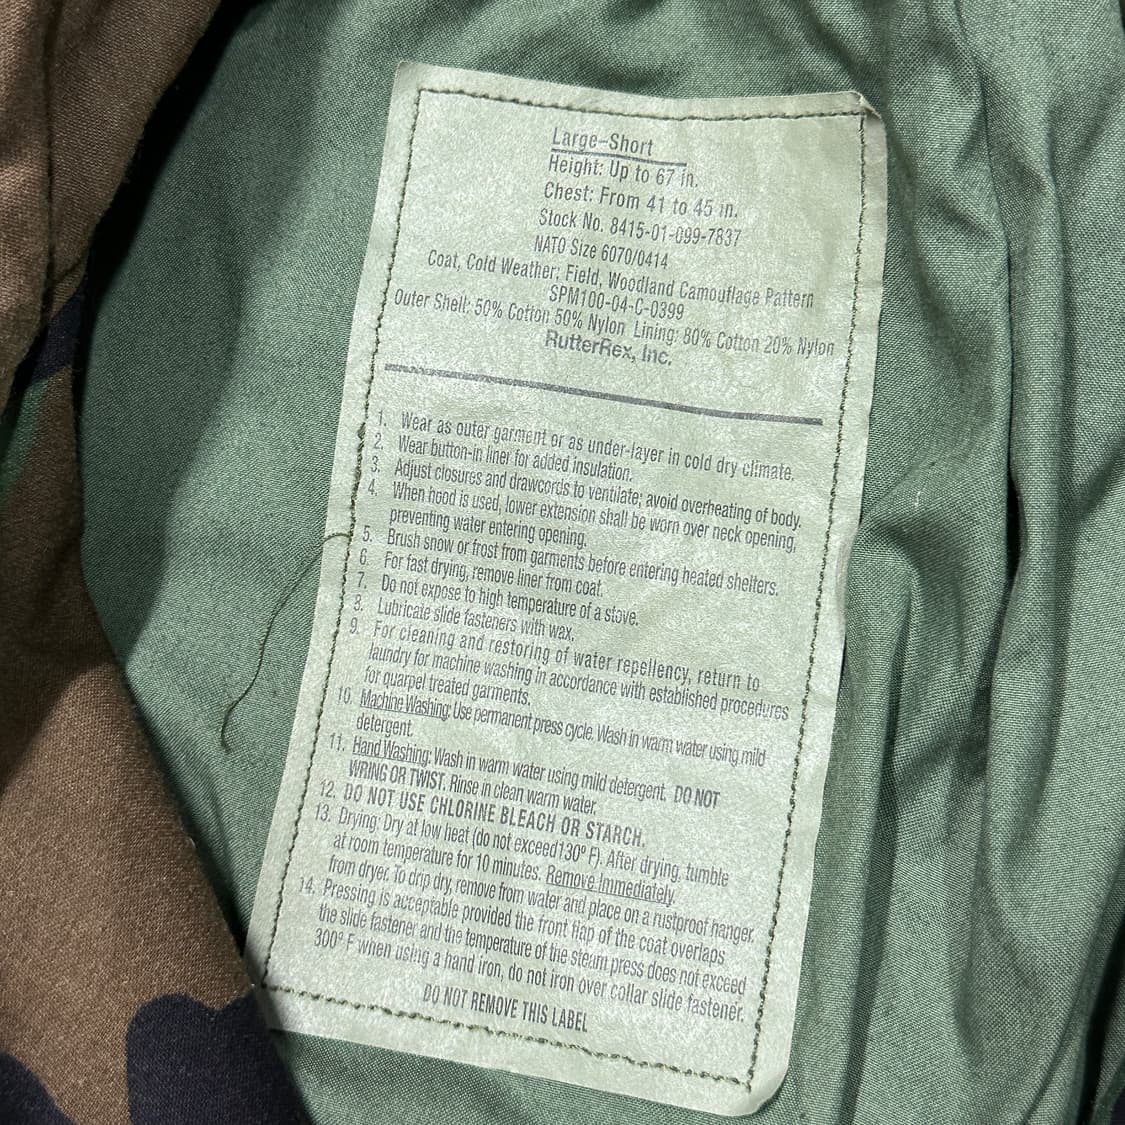 Large-Short
Height: Up to 67 in.
Chest: From 41 to 45 in.
Stock No. 8415-01-099-7837
NATO Size 6070/0414
Coat, Cold Weather; Field, Woodland Camouflage Pattern
SPM100-04-C-0399
Outer Shell: 50% Cotton 50% Nylon Lining: 80% Cotton 20% Nylon
RutterRex, Inc.
1. Wear as outer garment or as under-layer in cold dry climate.
2. Wear button-in liner for added insulation.
3. Adjust closures and drawcords to ventilate; avoid overheating of body.
4. When hood is used, lower extension shall be worn over neck opening,
preventing water entering opening.
5. Brush snow or frost from garments before entering heated shelters.
6. For fast drying, remove liner from coat.
7. Do not expose to high temperature of a stove.
8. Lubricate slide fasteners with wax.
9. For cleaning and restoring of water repellency, return to
laundry for machine washing in accordance with established procedures
for quarpel treated garments.
10. Machine Washing: Use permanent press cycle. Wash in warm water using mild
detergent.
11. Hand Washing: Wash in warm water using mild detergent. DO NOT
WRING OR TWIST. Rinse in clean warm water.
12. DO NOT USE CHLORINE BLEACH OR STARCH.
13. Drying: Dry at low heat (do not exceed 130° F). After drying, tumble
at room temperature for 10 minutes. Remove immediately
from dryer. To drip dry, remove from water and place on a rustproof hanger.
14. Pressing is acceptable provided the front flap of the coat overlaps
the slide fastener and the temperature of the steam press does not exceed
300° F when using a hand iron, do not iron over collar slide fastener.
DO NOT REMOVE THIS LABEL